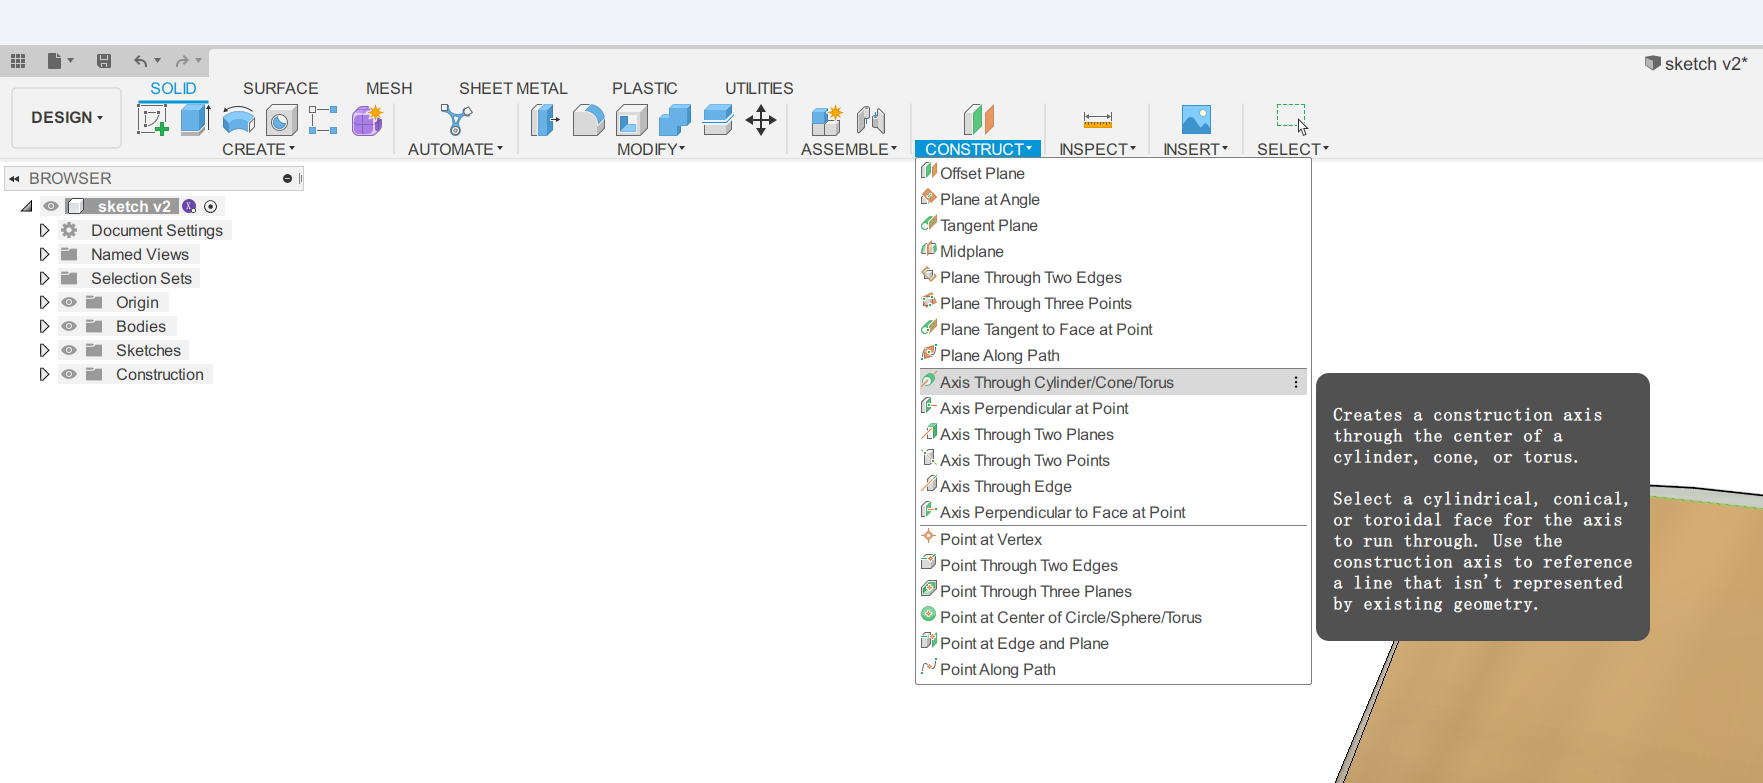 sketch v2*
SOLID SURFACE MESH SHEET METAL PLASTIC UTILITIES
DESIGN
CREATE AUTOMATE MODIFY ASSEMBLE CONSTRUCT INSPECT INSERT SELECT
BROWSER
sketch v2
Document Settings
Named Views
Selection Sets
Origin
Bodies
Sketches
Construction
Offset Plane
Plane at Angle
Tangent Plane
Midplane
Plane Through Two Edges
Plane Through Three Points
Plane Tangent to Face at Point
Plane Along Path
Axis Through Cylinder/Cone/Torus
Axis Perpendicular at Point
Axis Through Two Planes
Axis Through Two Points
Axis Through Edge
Axis Perpendicular to Face at Point
Point at Vertex
Point Through Two Edges
Point Through Three Planes
Point at Center of Circle/Sphere/Torus
Point at Edge and Plane
Point Along Path
Creates a construction axis
through the center of a
cylinder, cone, or torus.
Select a cylindrical, conical,
or toroidal face for the axis
to run through. Use the
construction axis to reference
a line that isn't represented
by existing geometry.